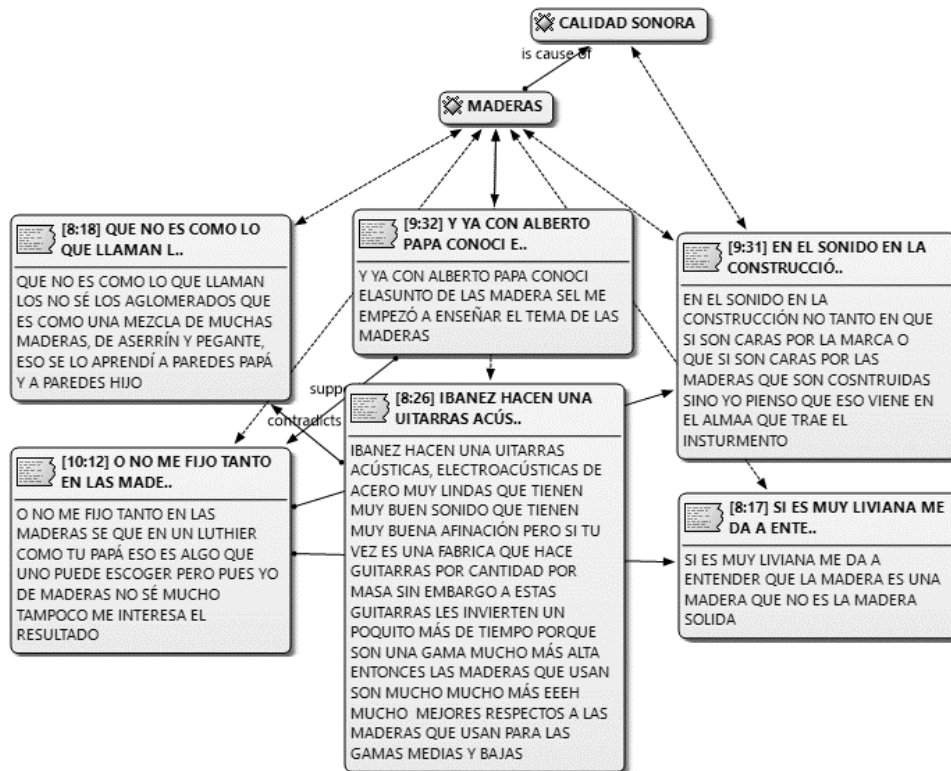 CALIDAD SONORA
is cause of
MADERAS
[8:18] QUE NO ES COMO LO
QUE LLAMAN L..
QUE NO ES COMO LO QUE LLAMAN
LOS NO SÉ LOS AGLOMERADOS QUE
ES COMO UNA MEZCLA DE MUCHAS
MADERAS, DE ASERRÍN Y PEGANTE,
ESO SE LO APRENDÍ A PAREDES PAPÁ
Y A PAREDES HIJO
[9:32] Y YA CON ALBERTO
PAPA CONOCI E..
Y YA CON ALBERTO PAPA CONOCI
ELASUNTO DE LAS MADERA SEL ME
EMPEZÓ A ENSEÑAR EL TEMA DE LAS
MADERAS
[9:31] EN EL SONIDO EN LA
CONSTRUCCIÓ..
EN EL SONIDO EN LA
CONSTRUCCIÓN NO TANTO EN QUE
SI SON CARAS POR LA MARCA O
QUE SI SON CARAS POR LAS
MADERAS QUE SON COSNTRUIDAS
SINO YO PIENSO QUE ESO VIENE EN
EL ALMAA QUE TRAE EL
INSTURMENTO
supp
contradicts
[8:26] IBANEZ HACEN UNA
UITARRAS ACÚS..
IBANEZ HACEN UNA UITARRAS
ACÚSTICAS, ELECTROACÚSTICAS DE
ACERO MUY LINDAS QUE TIENEN
MUY BUEN SONIDO QUE TIENEN
MUY BUENA AFINACIÓN PERO SI TU
VEZ ES UNA FABRICA QUE HACE
GUITARRAS POR CANTIDAD POR
MASA SIN EMBARGO A ESTAS
GUITARRAS LES INVIERTEN UN
POQUITO MÁS DE TIEMPO PORQUE
SON UNA GAMA MUCHO MÁS ALTA
ENTONCES LAS MADERAS QUE USAN
SON MUCHO MUCHO MÁS EEEH
MUCHO MEJORES RESPECTOS A LAS
MADERAS QUE USAN PARA LAS
GAMAS MEDIAS Y BAJAS
[10:12] O NO ME FIJO TANTO
EN LAS MADE..
O NO ME FIJO TANTO EN LAS
MADERAS SE QUE EN UN LUTHIER
COMO TU PAPÁ ESO ES ALGO QUE
UNO PUEDE ESCOGER PERO PUES YO
DE MADERAS NO SÉ MUCHO
TAMPOCO ME INTERESA EL
RESULTADO
[8:17] SI ES MUY LIVIANA ME
DA A ENTE..
SI ES MUY LIVIANA ME DA A
ENTENDER QUE LA MADERA ES UNA
MADERA QUE NO ES LA MADERA
SOLIDA